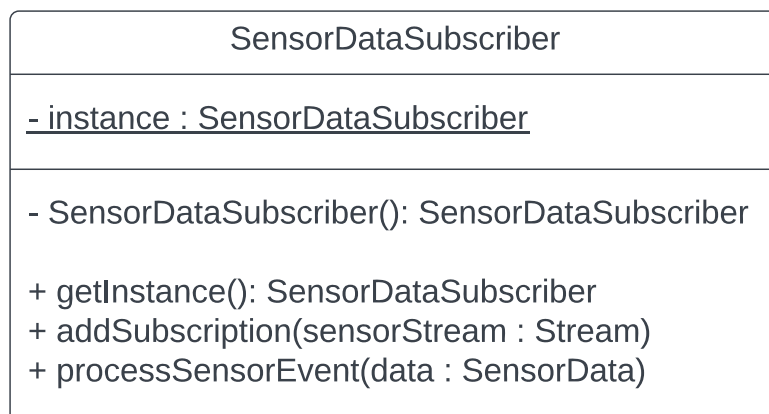 SensorDataSubscriber
- instance : SensorDataSubscriber
- SensorDataSubscriber(): SensorDataSubscriber
+ getInstance(): SensorDataSubscriber
+ addSubscription(sensorStream : Stream)
+ processSensorEvent(data : SensorData)